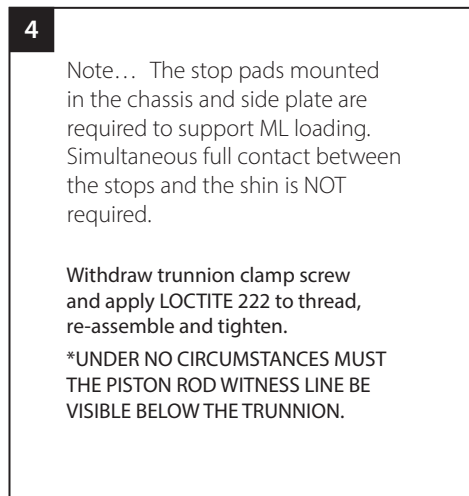 4
Note… The stop pads mounted
in the chassis and side plate are
required to support ML loading.
Simultaneous full contact between
the stops and the shin is NOT
required.
Withdraw trunnion clamp screw
and apply LOCTITE 222 to thread,
re-assemble and tighten.
*UNDER NO CIRCUMSTANCES MUST
THE PISTON ROD WITNESS LINE BE
VISIBLE BELOW THE TRUNNION.